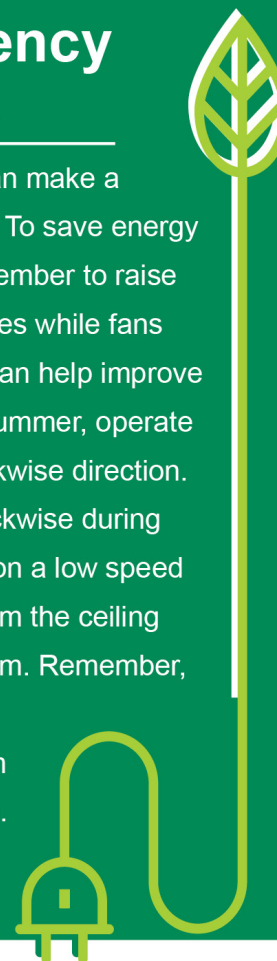 ency
an make a
To save energy
ember to raise
es while fans
an help improve
ummer, operate
kwise direction.
ckwise during
on a low speed
m the ceiling
m. Remember,
n
.